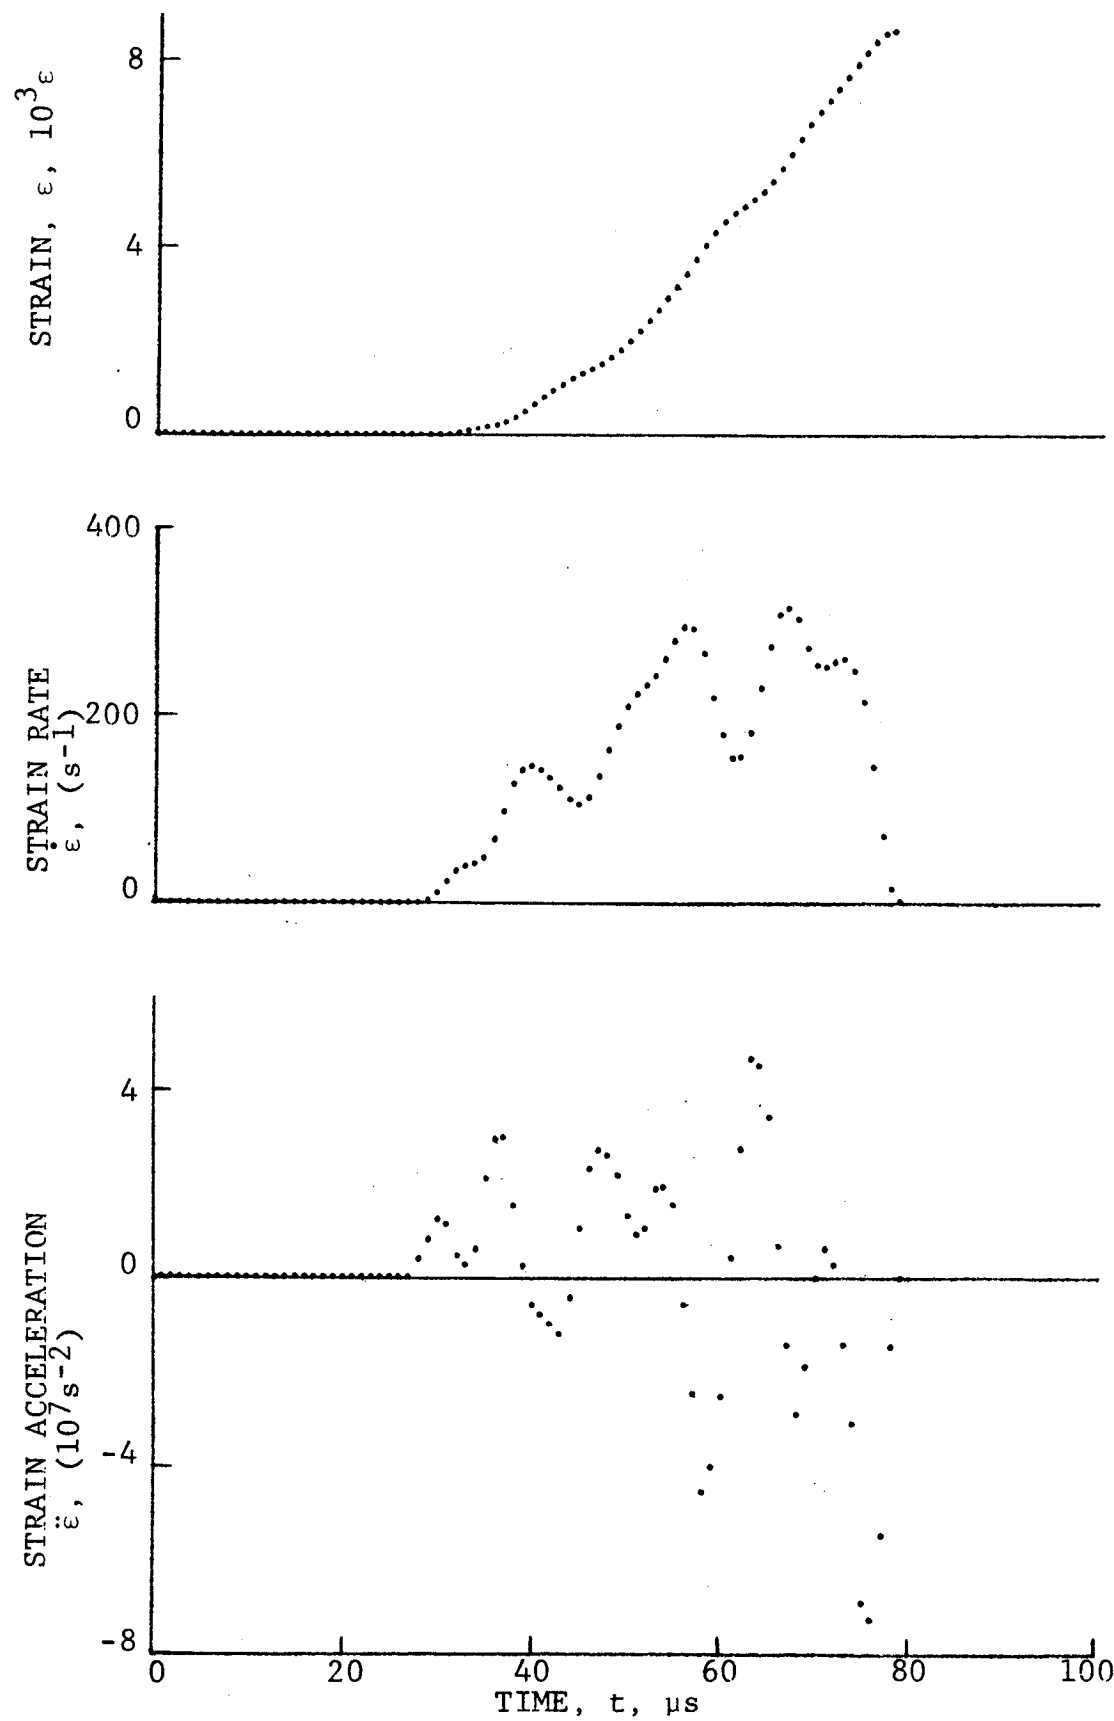 8
4
0
STRAIN, ε, 10³ε
400
200
0
STRAIN RATE
ε̇, (s⁻¹)
4
0
-4
-8
STRAIN ACCELERATION
ε̈, (10⁷s⁻²)
0 20 40 60 80 100
TIME, t, μs